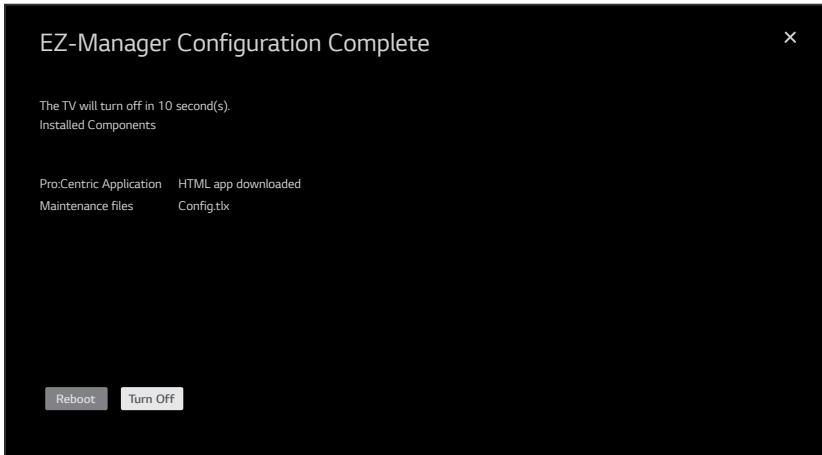 EZ-Manager Configuration Complete
The TV will turn off in 10 second(s).
Installed Components
Pro:Centric Application HTML app downloaded
Maintenance files Config.tlx
Reboot Turn Off